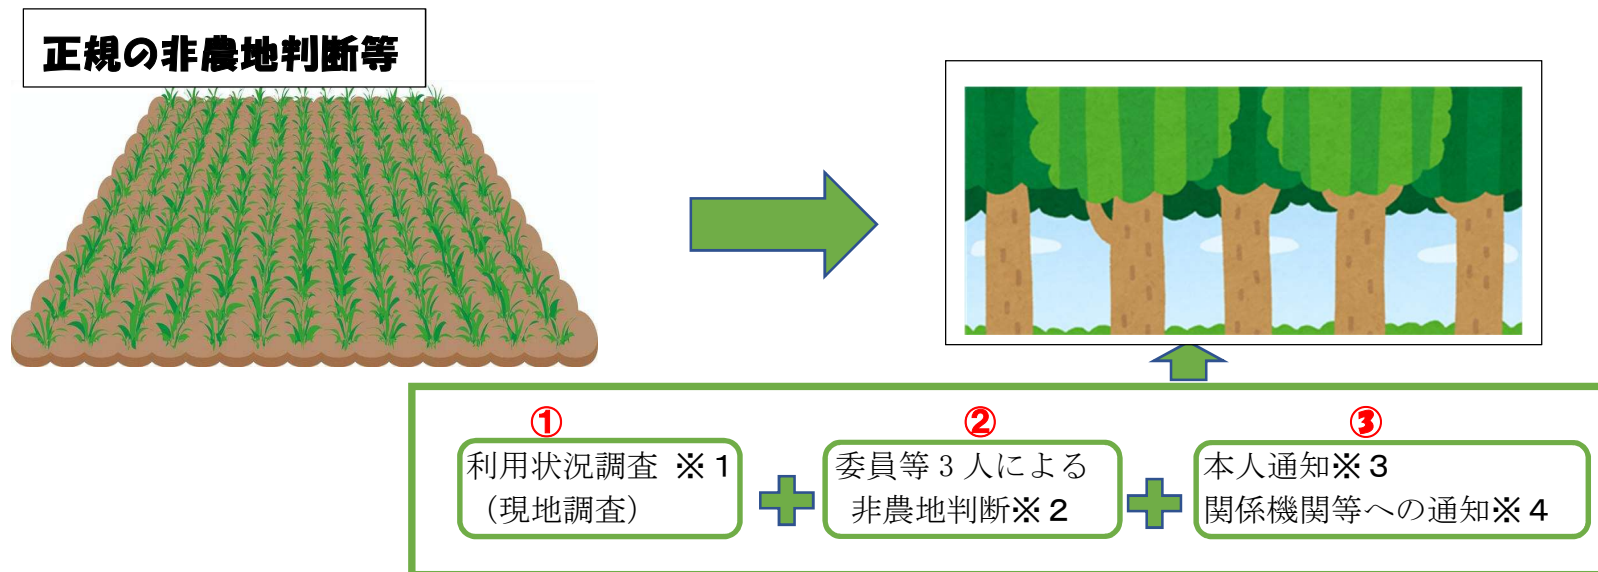 正規の非農地判断等
①
利用状況調査 ※1
（現地調査）
②
委員等3人による
非農地判断※2
③
本人通知※3
関係機関等への通知※4